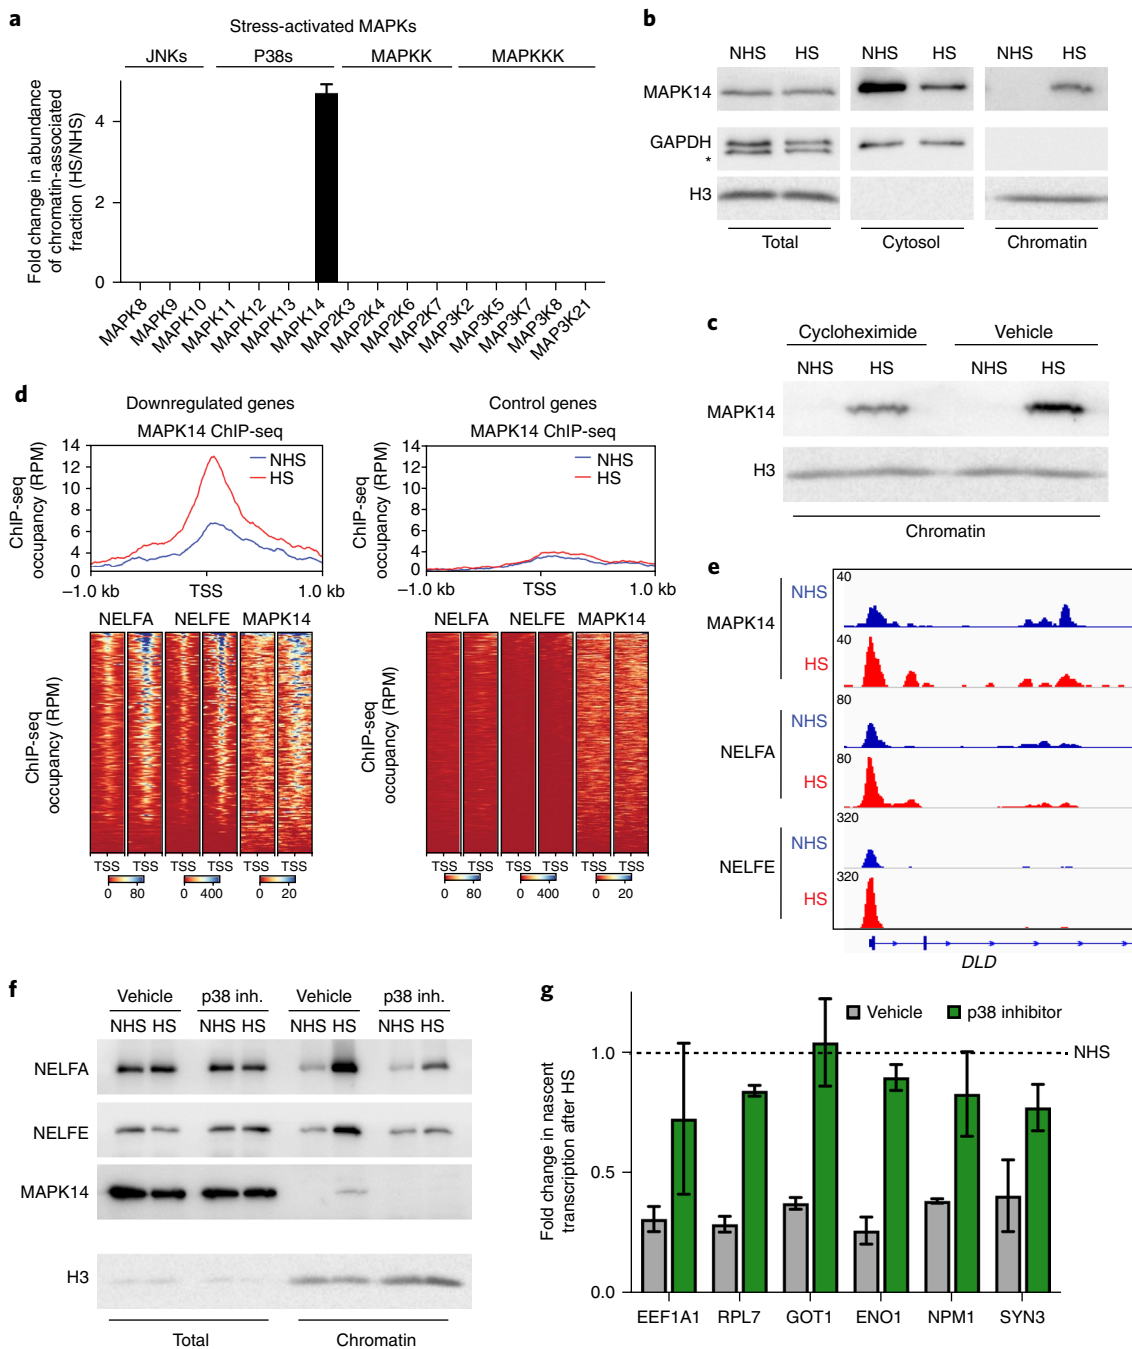 a
Stress-activated MAPKs
JNKs P38s MAPKK MAPKKK
Fold change in abundance
of chromatin-associated
fraction (HS/NHS)
4
2
0
MAPK8 MAPK9 MAPK10 MAPK11 MAPK12 MAPK13 MAPK14 MAP2K3 MAP2K4 MAP2K6 MAP2K7 MAP3K2 MAP3K5 MAP3K7 MAP3K8 MAP3K21
b
NHS HS NHS HS NHS HS
MAPK14
GAPDH
*
H3
Total Cytosol Chromatin
c
Cycloheximide Vehicle
NHS HS NHS HS
MAPK14
H3
Chromatin
d
Downregulated genes
MAPK14 ChIP-seq
ChIP-seq
occupancy (RPM)
14
12
10
8
6
4
2
0
NHS
HS
–1.0 kb TSS 1.0 kb
NELFA NELFE MAPK14
ChIP-seq
occupancy (RPM)
TSS TSS TSS TSS TSS TSS
0 80 0 400 0 20
Control genes
MAPK14 ChIP-seq
ChIP-seq
occupancy (RPM)
14
12
10
8
6
4
2
0
NHS
HS
–1.0 kb TSS 1.0 kb
NELFA NELFE MAPK14
ChIP-seq
occupancy (RPM)
TSS TSS TSS TSS TSS TSS
0 80 0 400 0 20
e
MAPK14
NHS 40
HS 40
NELFA
NHS 80
HS 80
NELFE
NHS 320
HS 320
DLD
f
Vehicle p38 inh. Vehicle p38 inh.
NHS HS NHS HS NHS HS NHS HS
NELFA
NELFE
MAPK14
H3
Total Chromatin
g
Fold change in nascent
transcription after HS
Vehicle p38 inhibitor
1.0
0.5
0.0
NHS
EEF1A1 RPL7 GOT1 ENO1 NPM1 SYN3